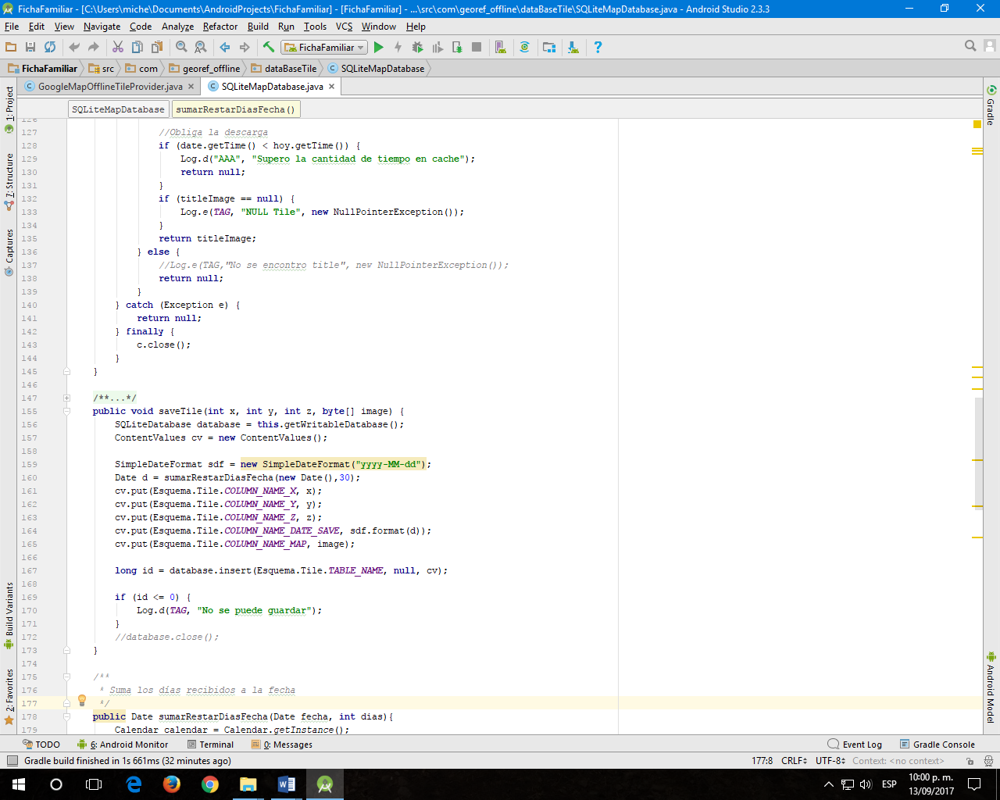 FichaFamiliar - [C:\Users\miche\Documents\AndroidProjects\FichaFamiliar] - [FichaFamiliar] - ...\src\com\georef_offline\dataBaseTile\SQLiteMapDatabase.java - Android Studio 2.3.3
File Edit View Navigate Code Analyze Refactor Build Run Tools VCS Window Help
FichaFamiliar
FichaFamiliar src com georef_offline dataBaseTile SQLiteMapDatabase
GoogleMapOfflineTileProvider.java SQLiteMapDatabase.java
SQLiteMapDatabase sumarRestarDiasFecha()
126
127 //Obliga la descarga
128 if (date.getTime() < hoy.getTime()) {
129 Log.d("AAA", "Supero la cantidad de tiempo en cache");
130 return null;
131 }
132 if (titleImage == null) {
133 Log.e(TAG, "NULL Tile", new NullPointerException());
134 }
135 return titleImage;
136 } else {
137 //Log.e(TAG,"No se encontro title", new NullPointerException());
138 return null;
139 }
140 } catch (Exception e) {
141 return null;
142 } finally {
143 c.close();
144 }
145 }
146
147 /**...*/
155 public void saveTile(int x, int y, int z, byte[] image) {
156 SQLiteDatabase database = this.getWritableDatabase();
157 ContentValues cv = new ContentValues();
158
159 SimpleDateFormat sdf = new SimpleDateFormat("yyyy-MM-dd");
160 Date d = sumarRestarDiasFecha(new Date(),30);
161 cv.put(Esquema.Tile.COLUMN_NAME_X, x);
162 cv.put(Esquema.Tile.COLUMN_NAME_Y, y);
163 cv.put(Esquema.Tile.COLUMN_NAME_Z, z);
164 cv.put(Esquema.Tile.COLUMN_NAME_DATE_SAVE, sdf.format(d));
165 cv.put(Esquema.Tile.COLUMN_NAME_MAP, image);
166
167 long id = database.insert(Esquema.Tile.TABLE_NAME, null, cv);
168
169 if (id <= 0) {
170 Log.d(TAG, "No se puede guardar");
171 }
172 //database.close();
173 }
174
175 /**
176 * Suma los días recibidos a la fecha
177 */
178 public Date sumarRestarDiasFecha(Date fecha, int dias){
179 Calendar calendar = Calendar.getInstance();
1: Project
7: Structure
Captures
Build Variants
2: Favorites
Gradle
Android Model
TODO 6: Android Monitor Terminal 0: Messages Event Log Gradle Console
Gradle build finished in 1s 661ms (32 minutes ago) 177:8 CRLF UTF-8 Context: <no context>
ESP 10:00 p. m.
13/09/2017